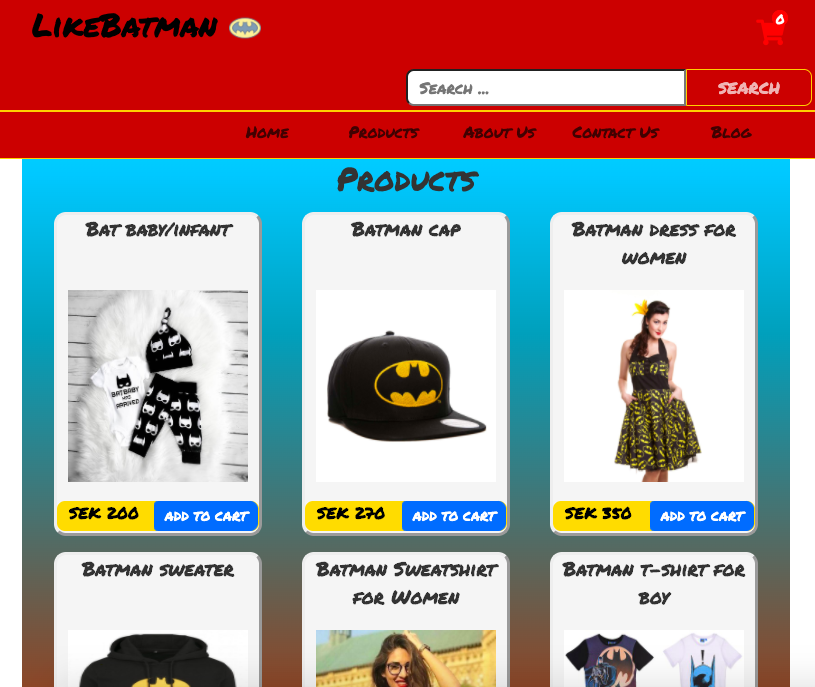 LikeBatman
0
Search ...
SEARCH
Home Products About Us Contact Us Blog
Products
Bat baby/infant
BATBABY
HAS
ARRIVED
SEK 200 ADD TO CART
Batman cap
SEK 270 ADD TO CART
Batman dress for
women
SEK 350 ADD TO CART
Batman sweater
Batman Sweatshirt
for Women
Batman t-shirt for
boy